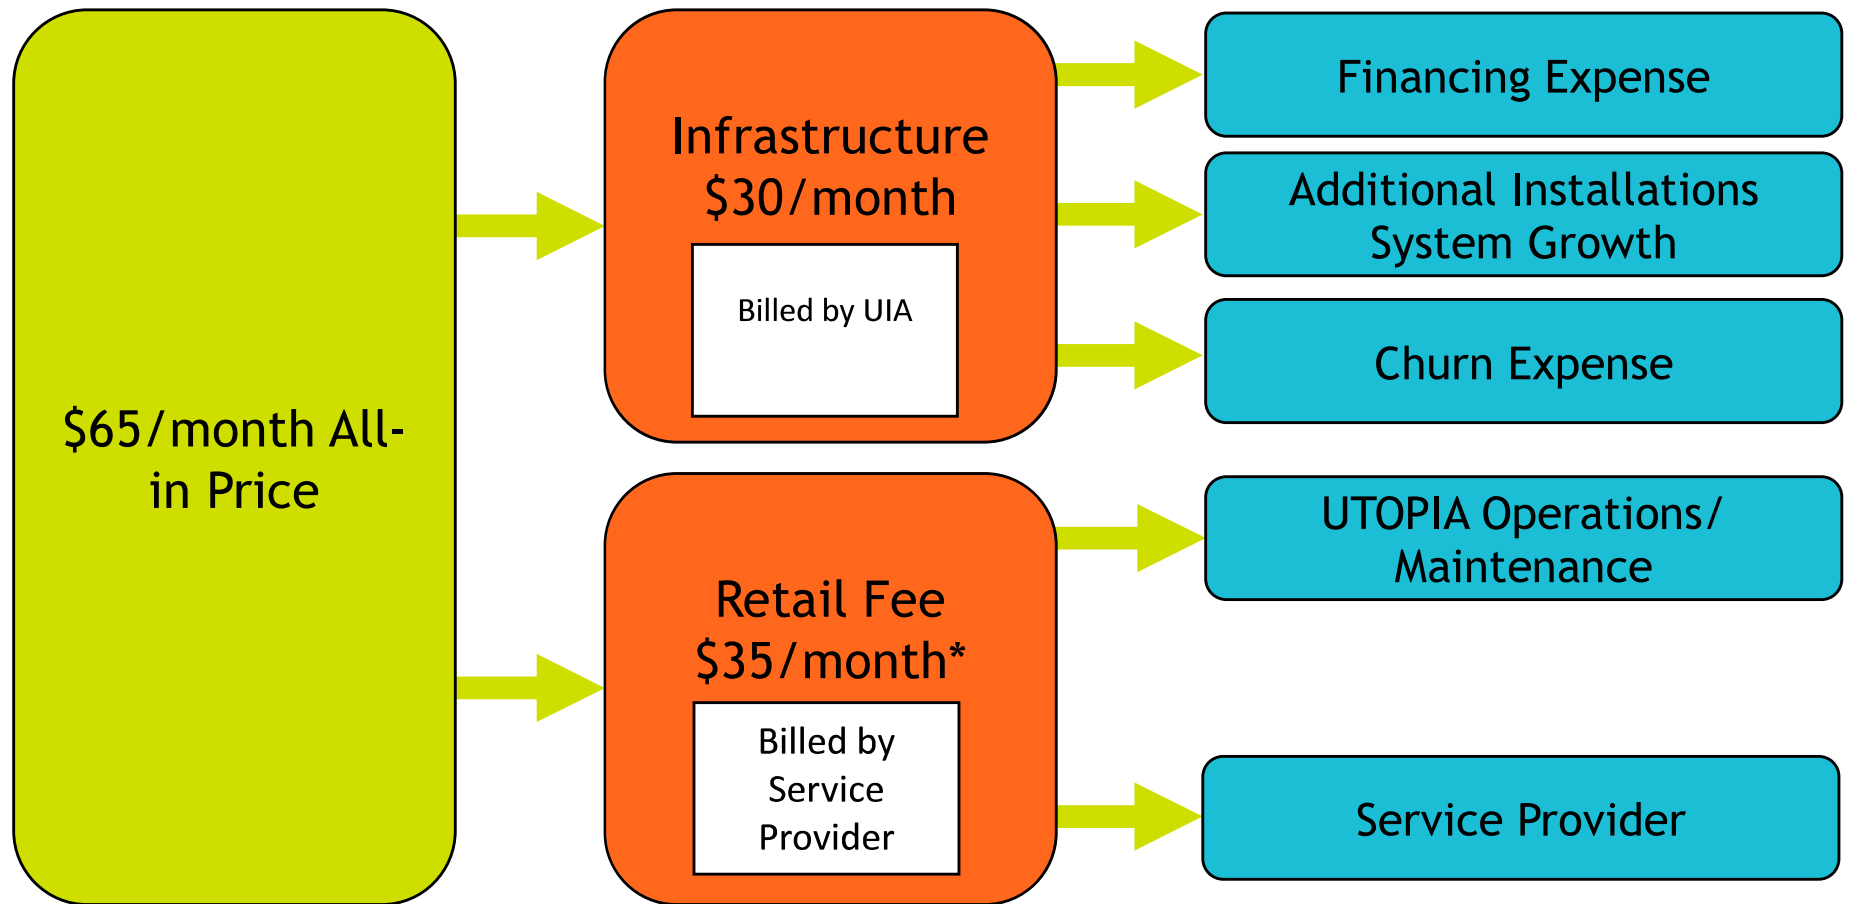 $65/month All-
in Price
Infrastructure
$30/month
Billed by UIA
Retail Fee
$35/month*
Billed by
Service
Provider
Financing Expense
Additional Installations
System Growth
Churn Expense
UTOPIA Operations/
Maintenance
Service Provider